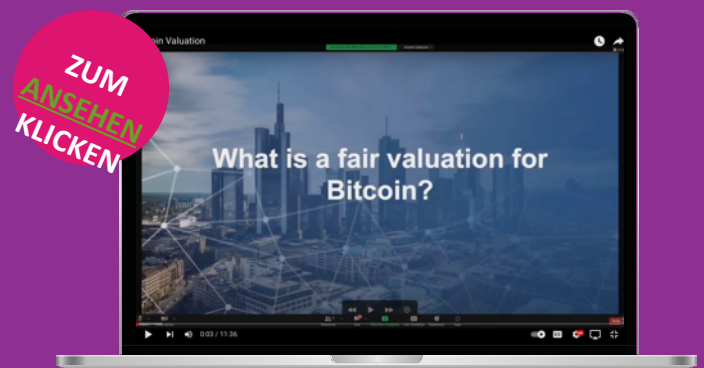 ZUM
ANSEHEN
KLICKEN
oin Valuation
What is a fair valuation for
Bitcoin?
0:03 / 11:36